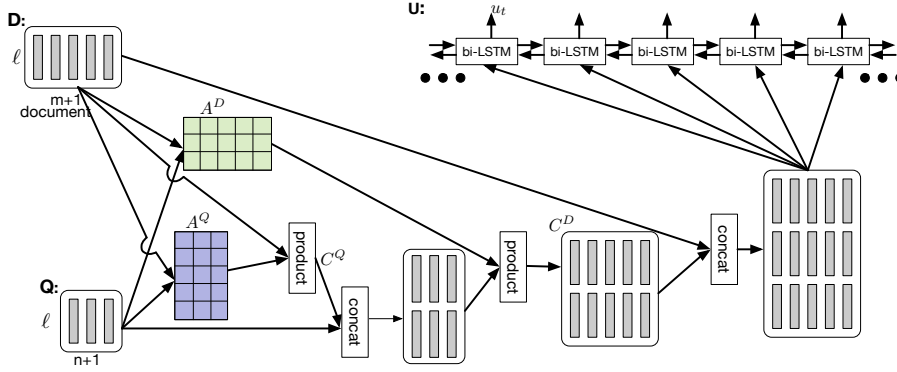 D:
ℓ
m+1
document
A^D
U:
u_t
bi-LSTM
bi-LSTM
bi-LSTM
bi-LSTM
bi-LSTM
A^Q
product
C^Q
Q:
ℓ
n+1
concat
product
C^D
concat